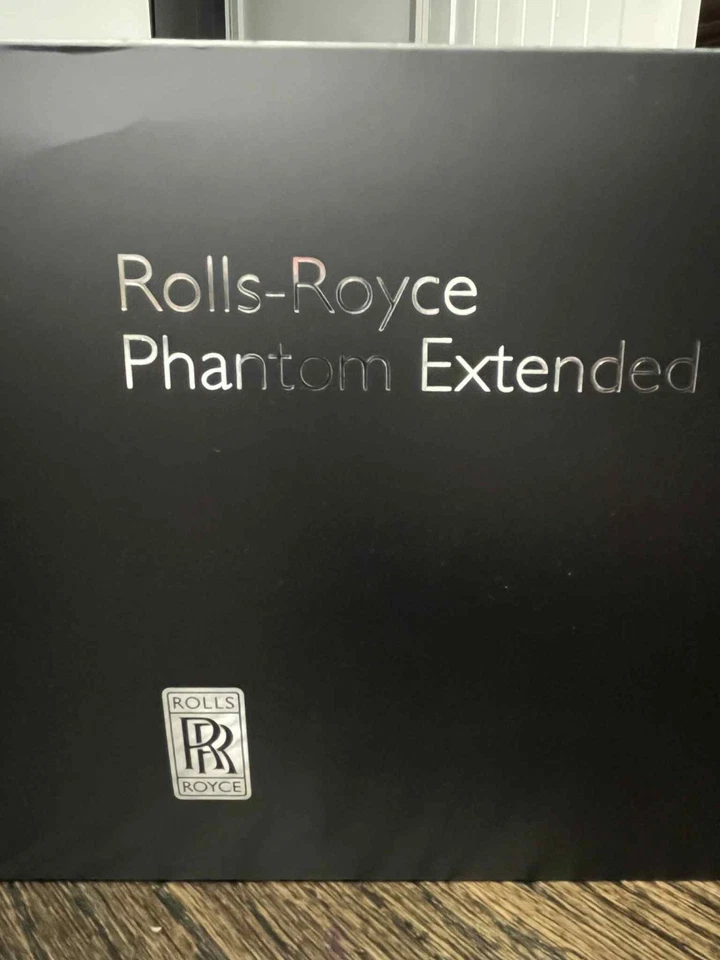 Rolls-Royce
Phantom Extended
ROLLS
RR
ROYCE